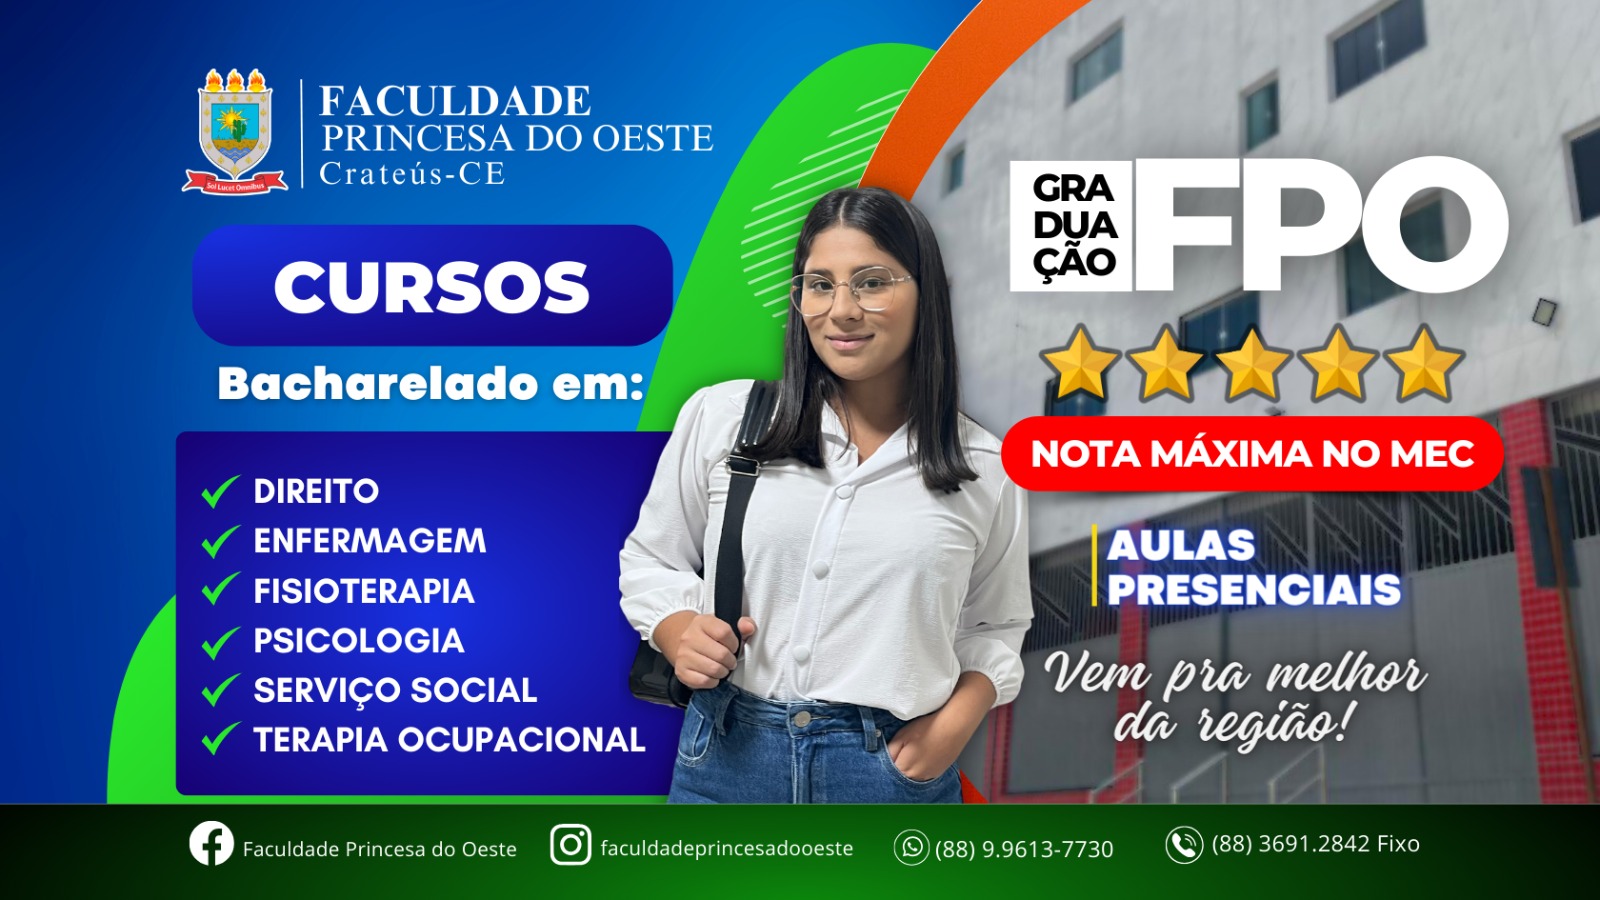 FACULDADE
PRINCESA DO OESTE
Crateús-CE
Sol Lucet Omnibus
CURSOS
Bacharelado em:
DIREITO
ENFERMAGEM
FISIOTERAPIA
PSICOLOGIA
SERVIÇO SOCIAL
TERAPIA OCUPACIONAL
GRA
DUA
ÇÃO
FPO
NOTA MÁXIMA NO MEC
AULAS
PRESENCIAIS
Vem pra melhor
da região!
Faculdade Princesa do Oeste
faculdadeprincesadooeste
(88) 9.9613-7730
(88) 3691.2842 Fixo